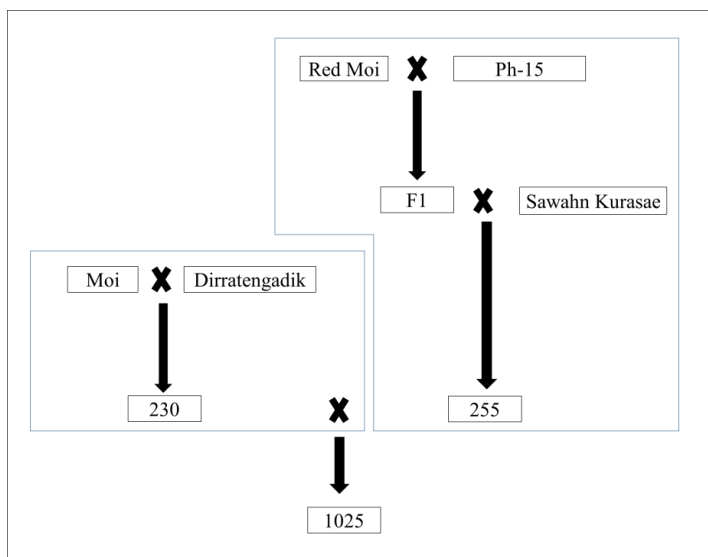 Red Moi
Ph-15
F1
Sawahn Kurasae
Moi
Dirratengadik
230
255
1025